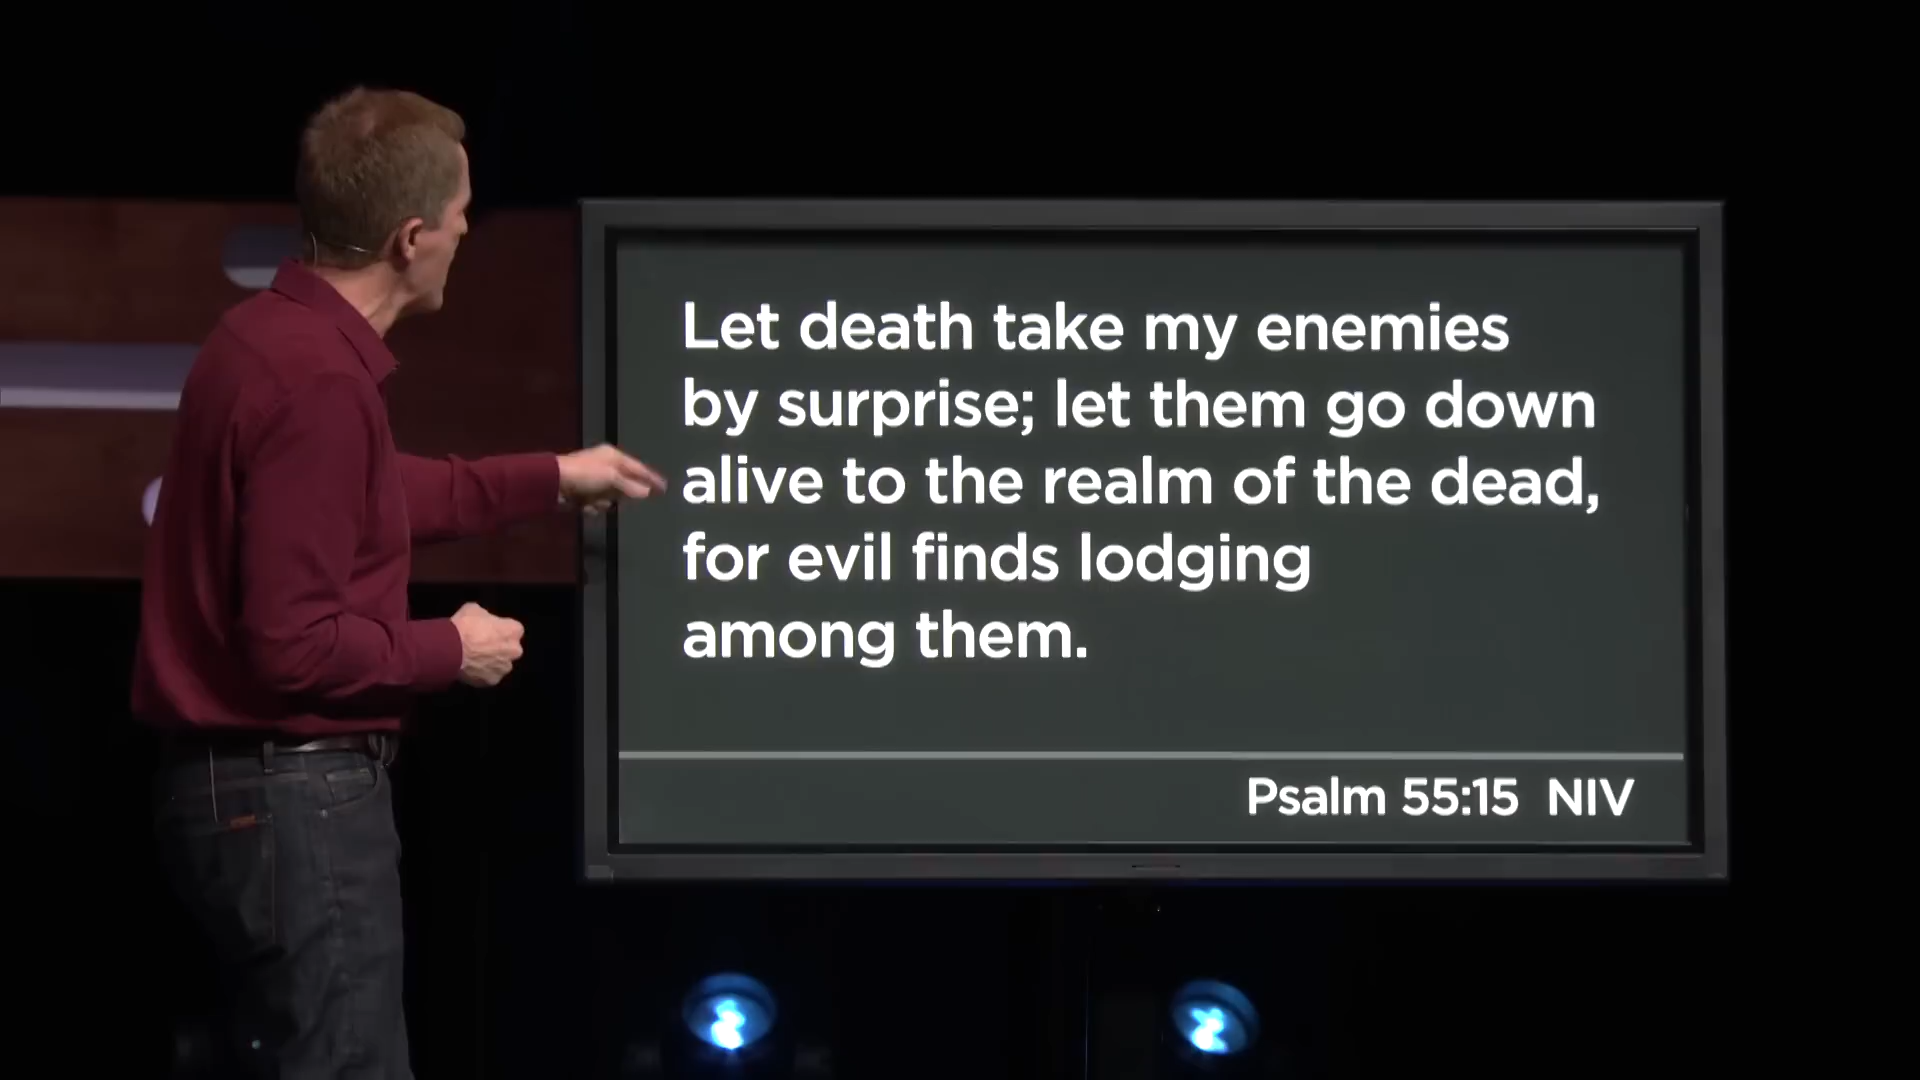 Let death take my enemies
by surprise; let them go down
alive to the realm of the dead,
for evil finds lodging
among them.
Psalm 55:15 NIV